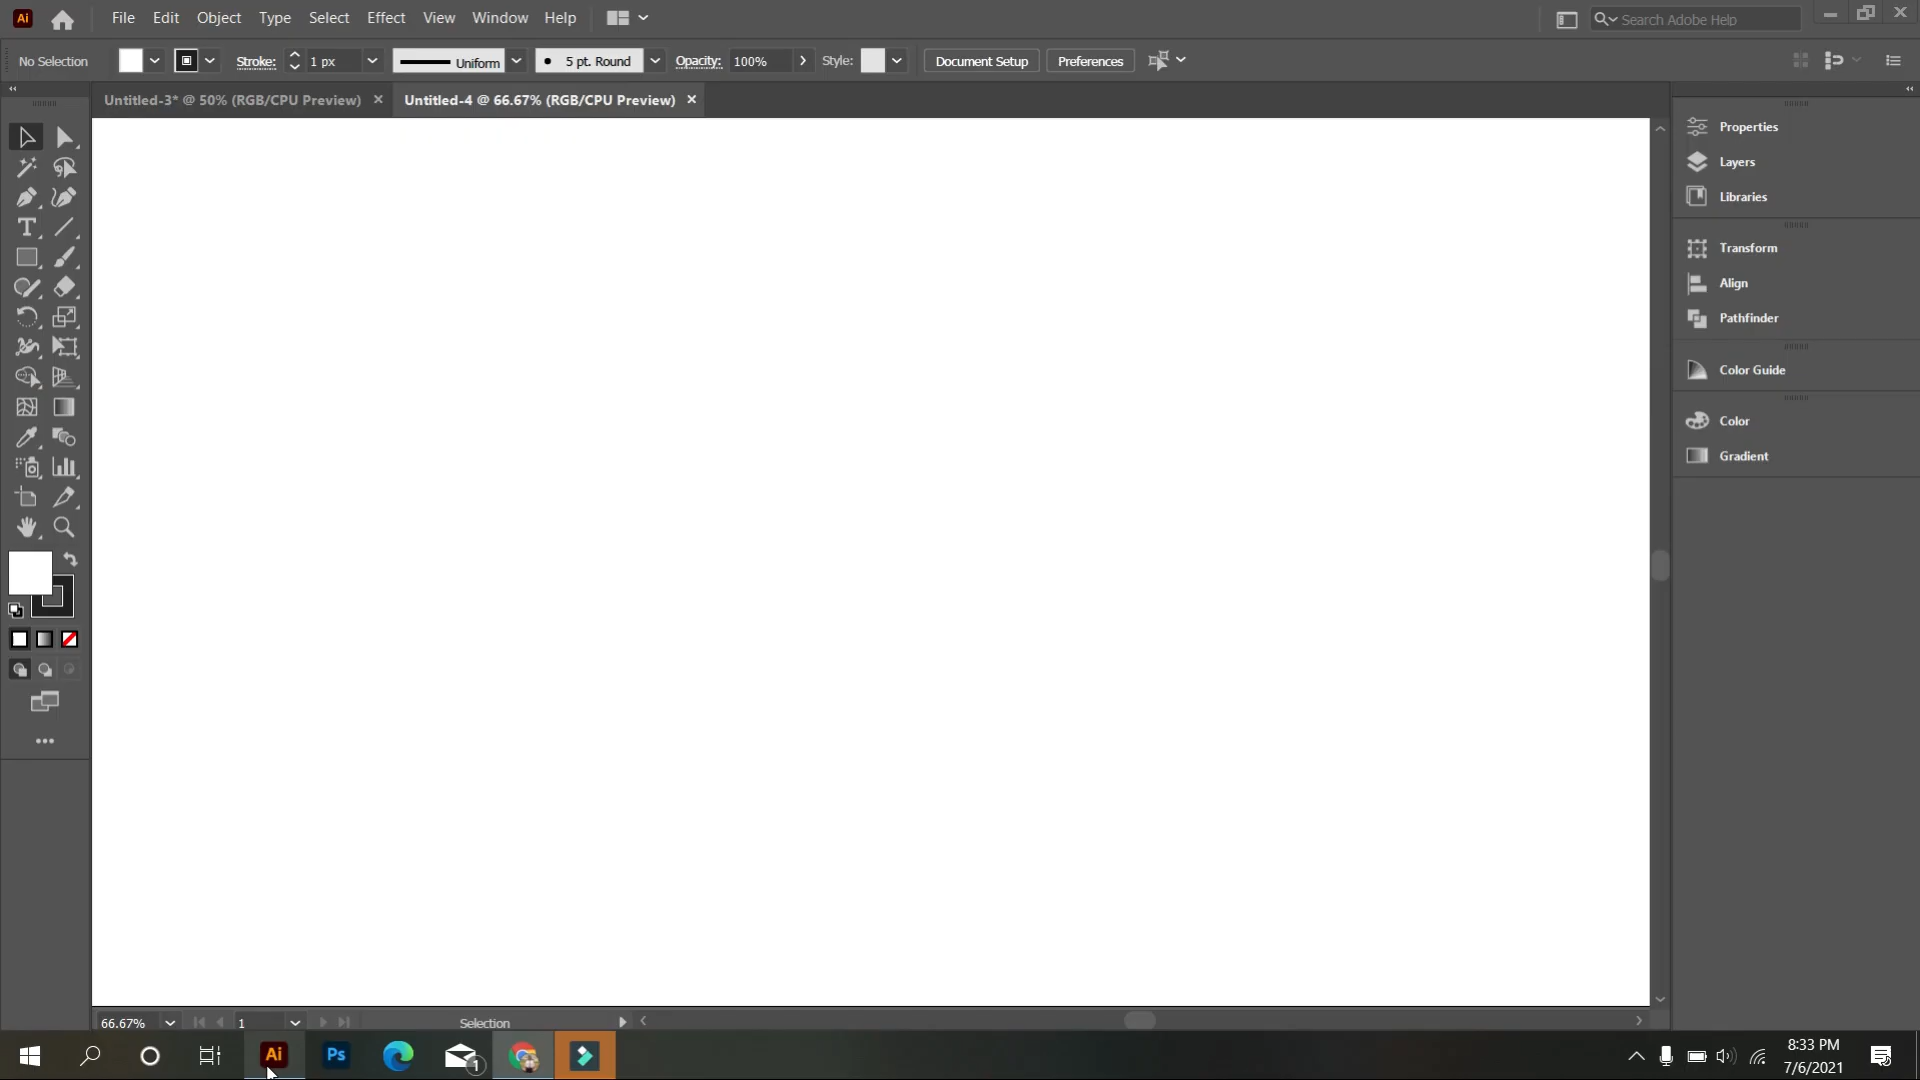 Ai File Edit Object Type Select Effect View Window Help Search Adobe Help
No Selection Stroke: 1 px Uniform 5 pt. Round Opacity: 100% Style: Document Setup Preferences
Untitled-3* @ 50% (RGB/CPU Preview) Untitled-4 @ 66.67% (RGB/CPU Preview)
Properties
Layers
Libraries
Transform
Align
Pathfinder
Color Guide
Color
Gradient
66.67% 1 Selection
Ai Ps 1
8:33 PM
7/6/2021